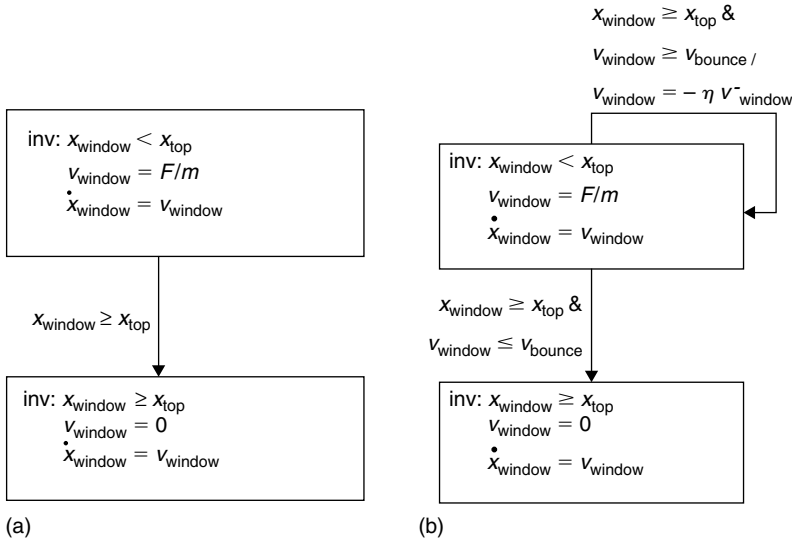 inv: x_window < x_top
v_window = F/m
ẋ_window = v_window
x_window ≥ x_top
inv: x_window ≥ x_top
v_window = 0
ẋ_window = v_window
(a)
x_window ≥ x_top &
v_window ≥ v_bounce /
v_window = − η v⁻_window
inv: x_window < x_top
v_window = F/m
ẋ_window = v_window
x_window ≥ x_top &
v_window ≤ v_bounce
inv: x_window ≥ x_top
v_window = 0
ẋ_window = v_window
(b)